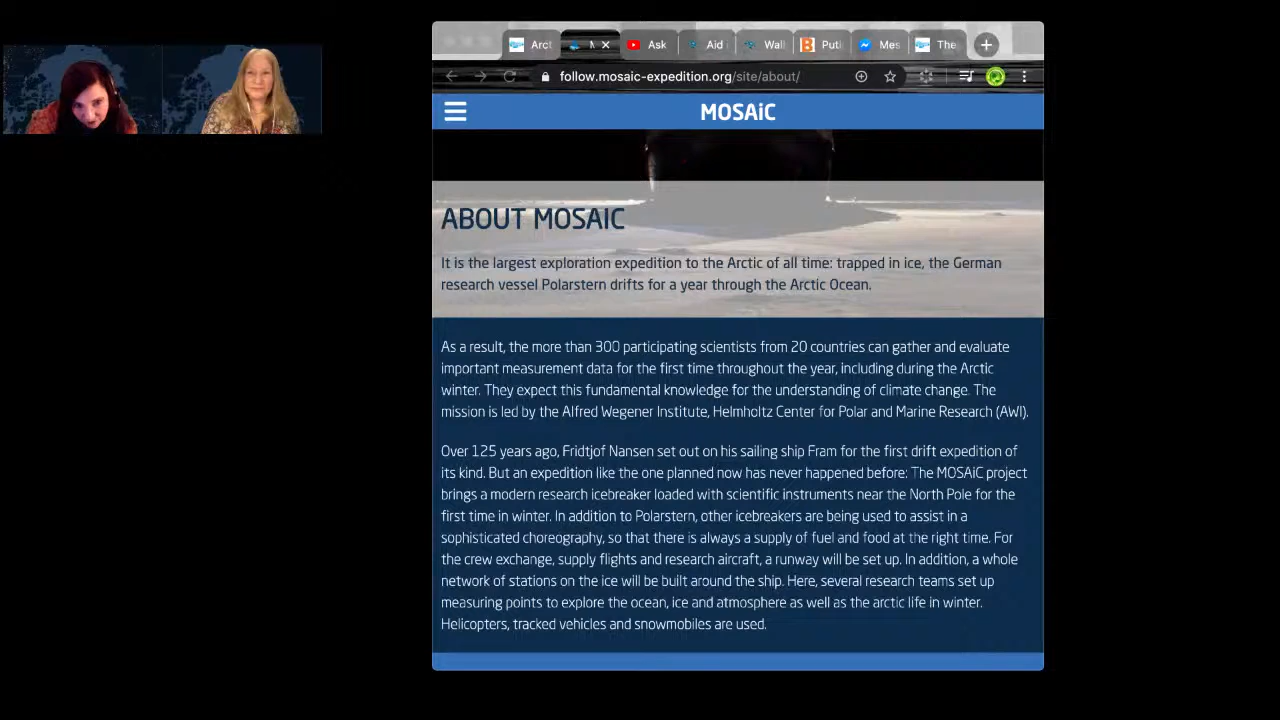 Arct
M
Ask
Aid
Wall
Puti
Mes
The
follow.mosaic-expedition.org/site/about/
MOSAiC
ABOUT MOSAIC
It is the largest exploration expedition to the Arctic of all time: trapped in ice, the German
research vessel Polarstern drifts for a year through the Arctic Ocean.
As a result, the more than 300 participating scientists from 20 countries can gather and evaluate
important measurement data for the first time throughout the year, including during the Arctic
winter. They expect this fundamental knowledge for the understanding of climate change. The
mission is led by the Alfred Wegener Institute, Helmholtz Center for Polar and Marine Research (AWI).
Over 125 years ago, Fridtjof Nansen set out on his sailing ship Fram for the first drift expedition of
its kind. But an expedition like the one planned now has never happened before: The MOSAiC project
brings a modern research icebreaker loaded with scientific instruments near the North Pole for the
first time in winter. In addition to Polarstern, other icebreakers are being used to assist in a
sophisticated choreography, so that there is always a supply of fuel and food at the right time. For
the crew exchange, supply flights and research aircraft, a runway will be set up. In addition, a whole
network of stations on the ice will be built around the ship. Here, several research teams set up
measuring points to explore the ocean, ice and atmosphere as well as the arctic life in winter.
Helicopters, tracked vehicles and snowmobiles are used.